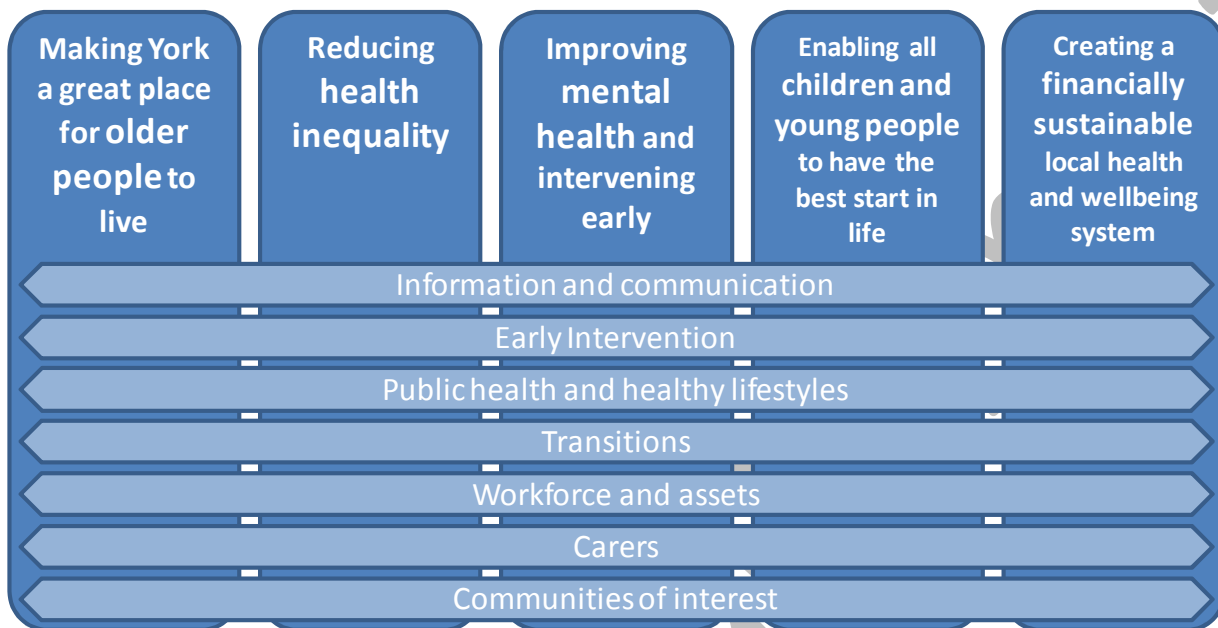 Making York
a great place
for older
people to
live
Reducing
health
inequality
Improving
mental
health and
intervening
early
Enabling all
children and
young people
to have the
best start in
life
Creating a
financially
sustainable
local health
and wellbeing
system
Information and communication
Early Intervention
Public health and healthy lifestyles
Transitions
Workforce and assets
Carers
Communities of interest